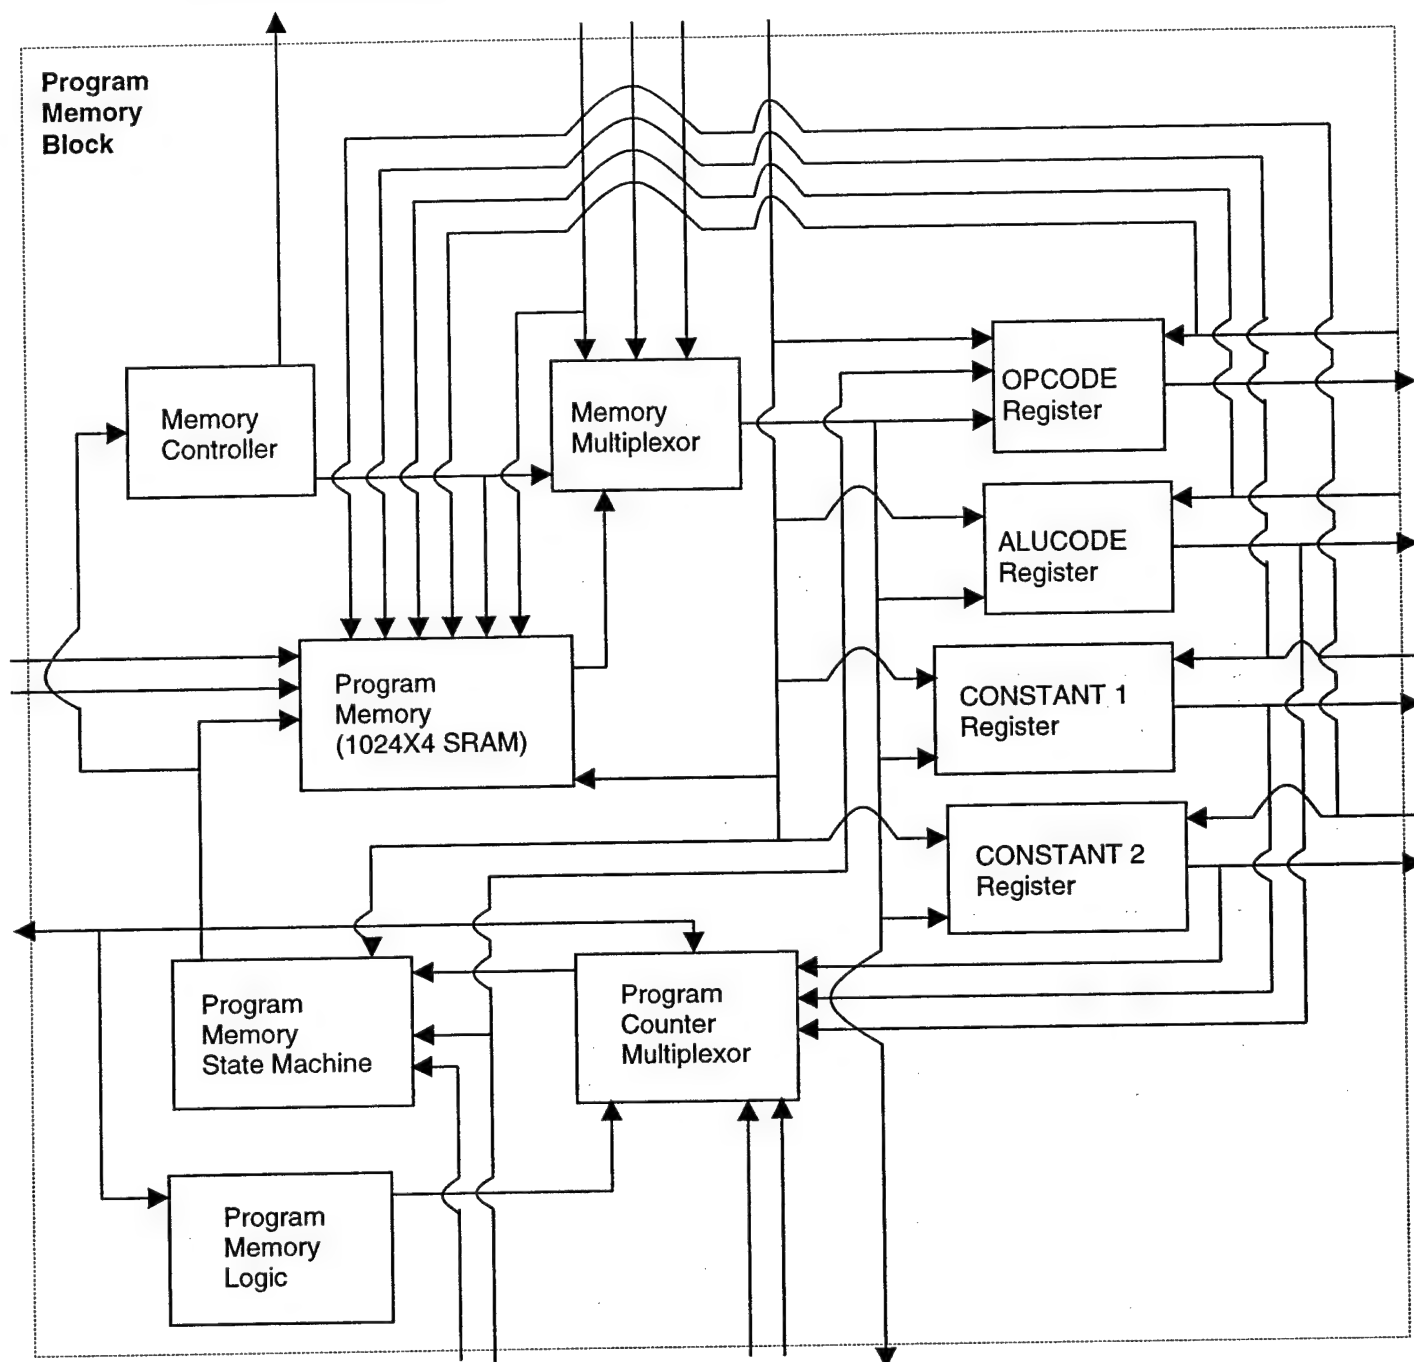 Program
Memory
Block
Memory
Controller
Memory
Multiplexor
OPCODE
Register
ALUCODE
Register
Program
Memory
(1024X4 SRAM)
CONSTANT 1
Register
CONSTANT 2
Register
Program
Memory
State Machine
Program
Counter
Multiplexor
Program
Memory
Logic